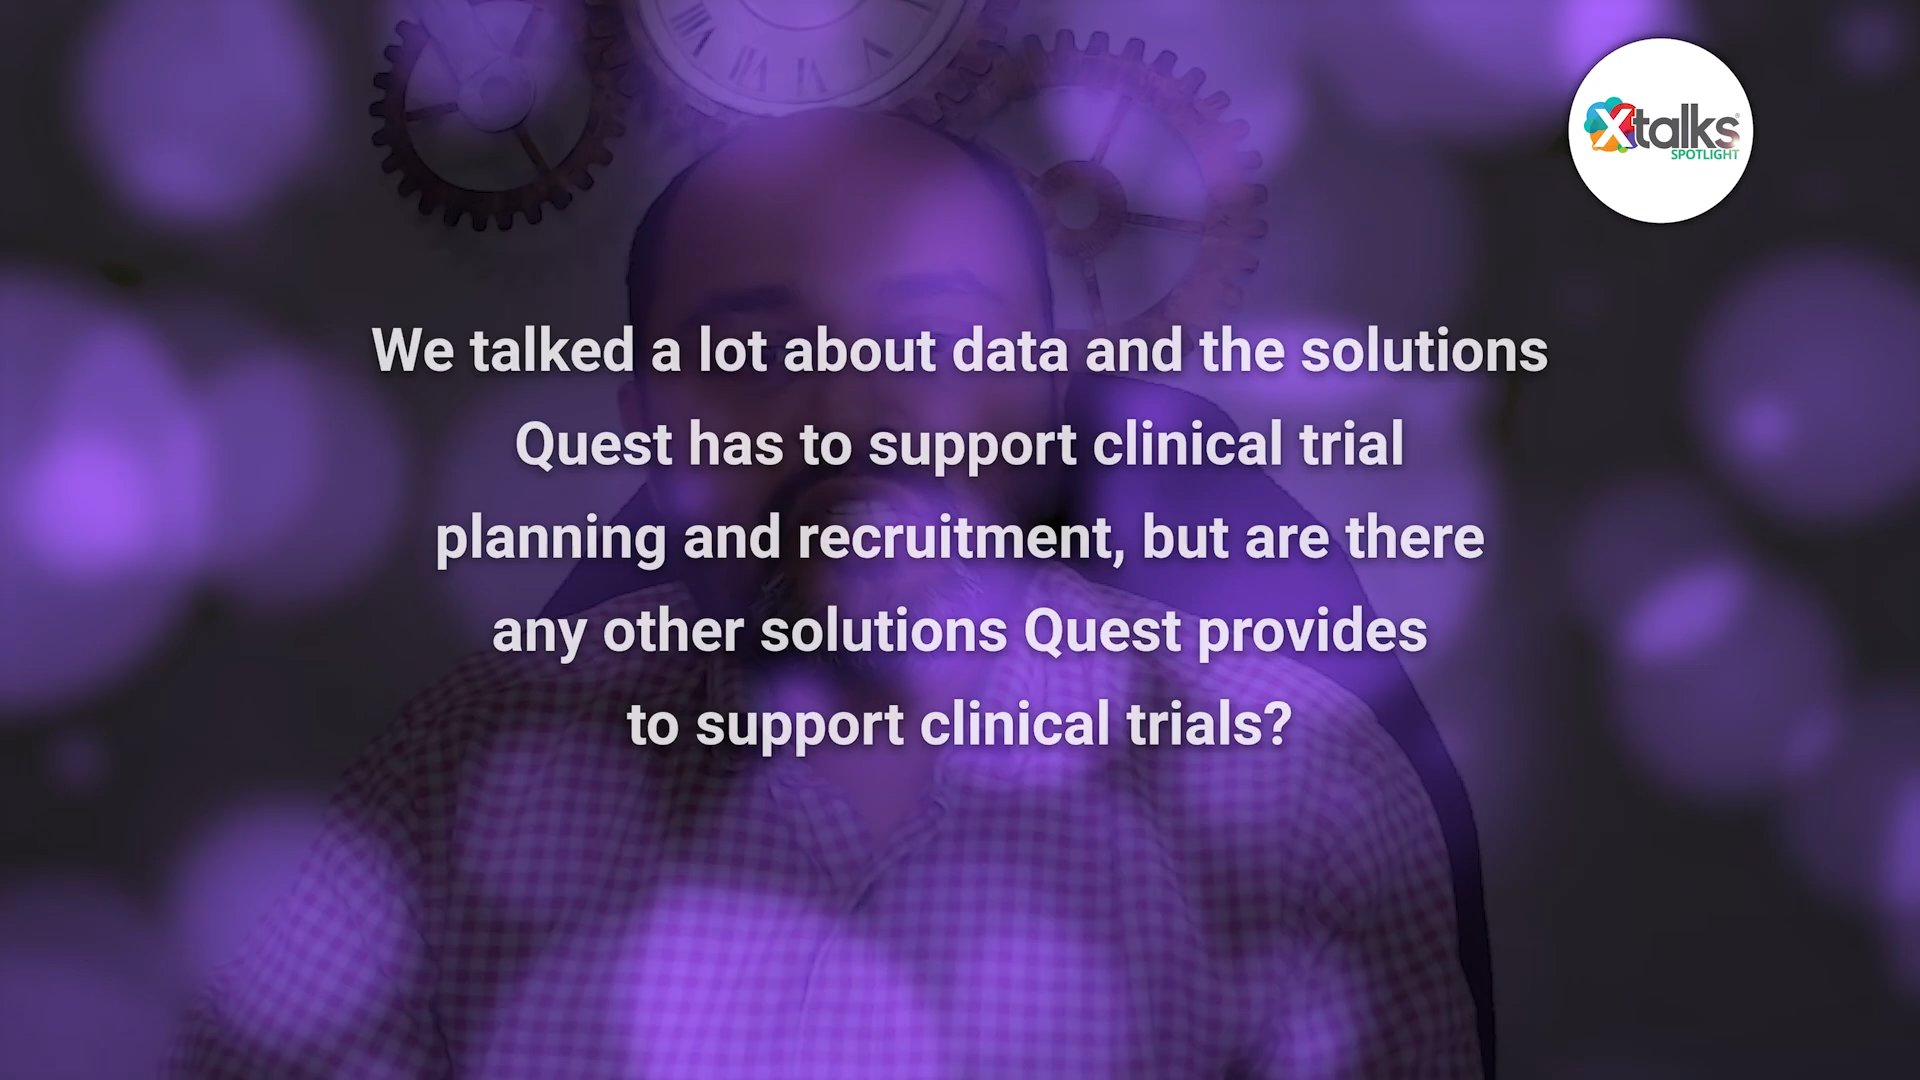 Xtalks
SPOTLIGHT
We talked a lot about data and the solutions
Quest has to support clinical trial
planning and recruitment, but are there
any other solutions Quest provides
to support clinical trials?